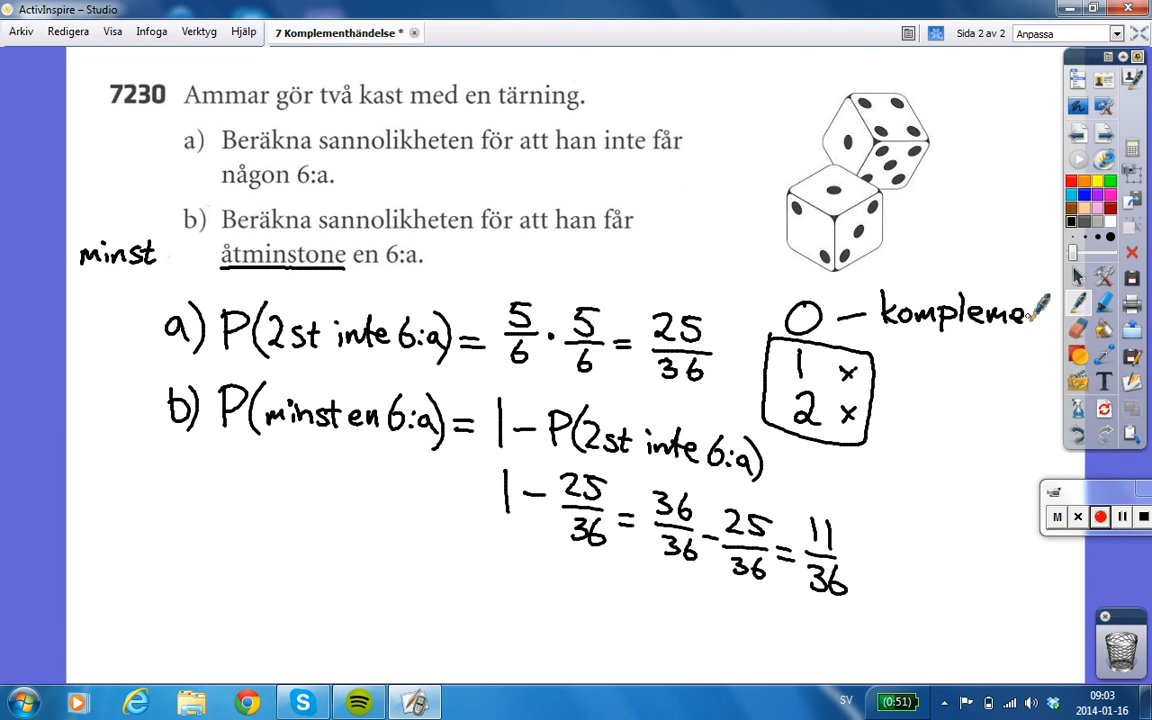 ActivInspire – Studio
Arkiv Redigera Visa Infoga Verktyg Hjälp 7 Komplementhändelse * Sida 2 av 2 Anpassa
7230 Ammar gör två kast med en tärning.
a) Beräkna sannolikheten för att han inte får
någon 6:a.
b) Beräkna sannolikheten för att han får
minst åtminstone en 6:a.
a) P(2st inte 6:a) = 5/6 · 5/6 = 25/36
0 – kompleme
1 x
2 x
b) P(minst en 6:a) = 1 – P(2st inte 6:a)
1 – 25/36 = 36/36 – 25/36 = 11/36
M
SV (0:51) 09:03
2014-01-16